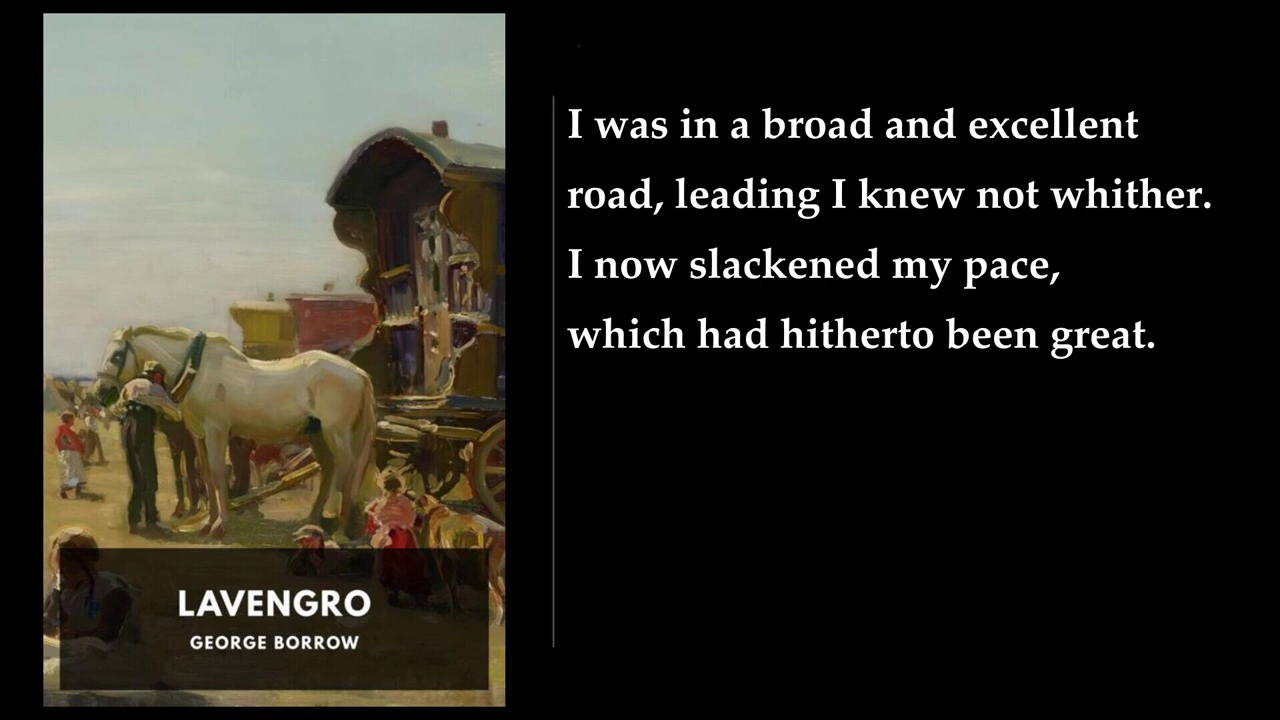 LAVENGRO
GEORGE BORROW
I was in a broad and excellent
road, leading I knew not whither.
I now slackened my pace,
which had hitherto been great.